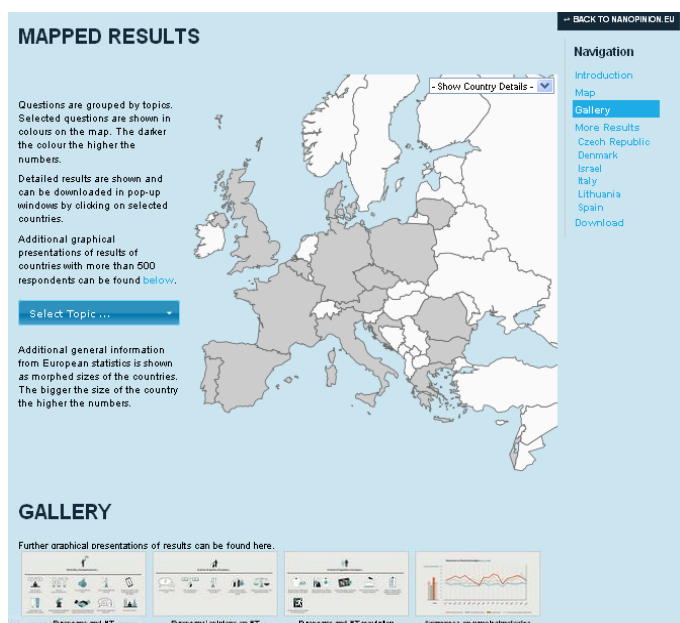 ← BACK TO NANOPINION.EU
MAPPED RESULTS
Navigation
Introduction
Map
Gallery
More Results
Czech Republic
Denmark
Israel
Italy
Lithuania
Spain
Download
- Show Country Details -
Questions are grouped by topics.
Selected questions are shown in
colours on the map. The darker
the colour the higher the
numbers.
Detailed results are shown and
can be downloaded in pop-up
windows by clicking on selected
countries.
Additional graphical
presentations of results of
countries with more than 500
respondents can be found below.
Select Topic ...
Additional general information
from European statistics is shown
as morphed sizes of the countries.
The bigger the size of the country
the higher the numbers.
GALLERY
Further graphical presentations of results can be found here.